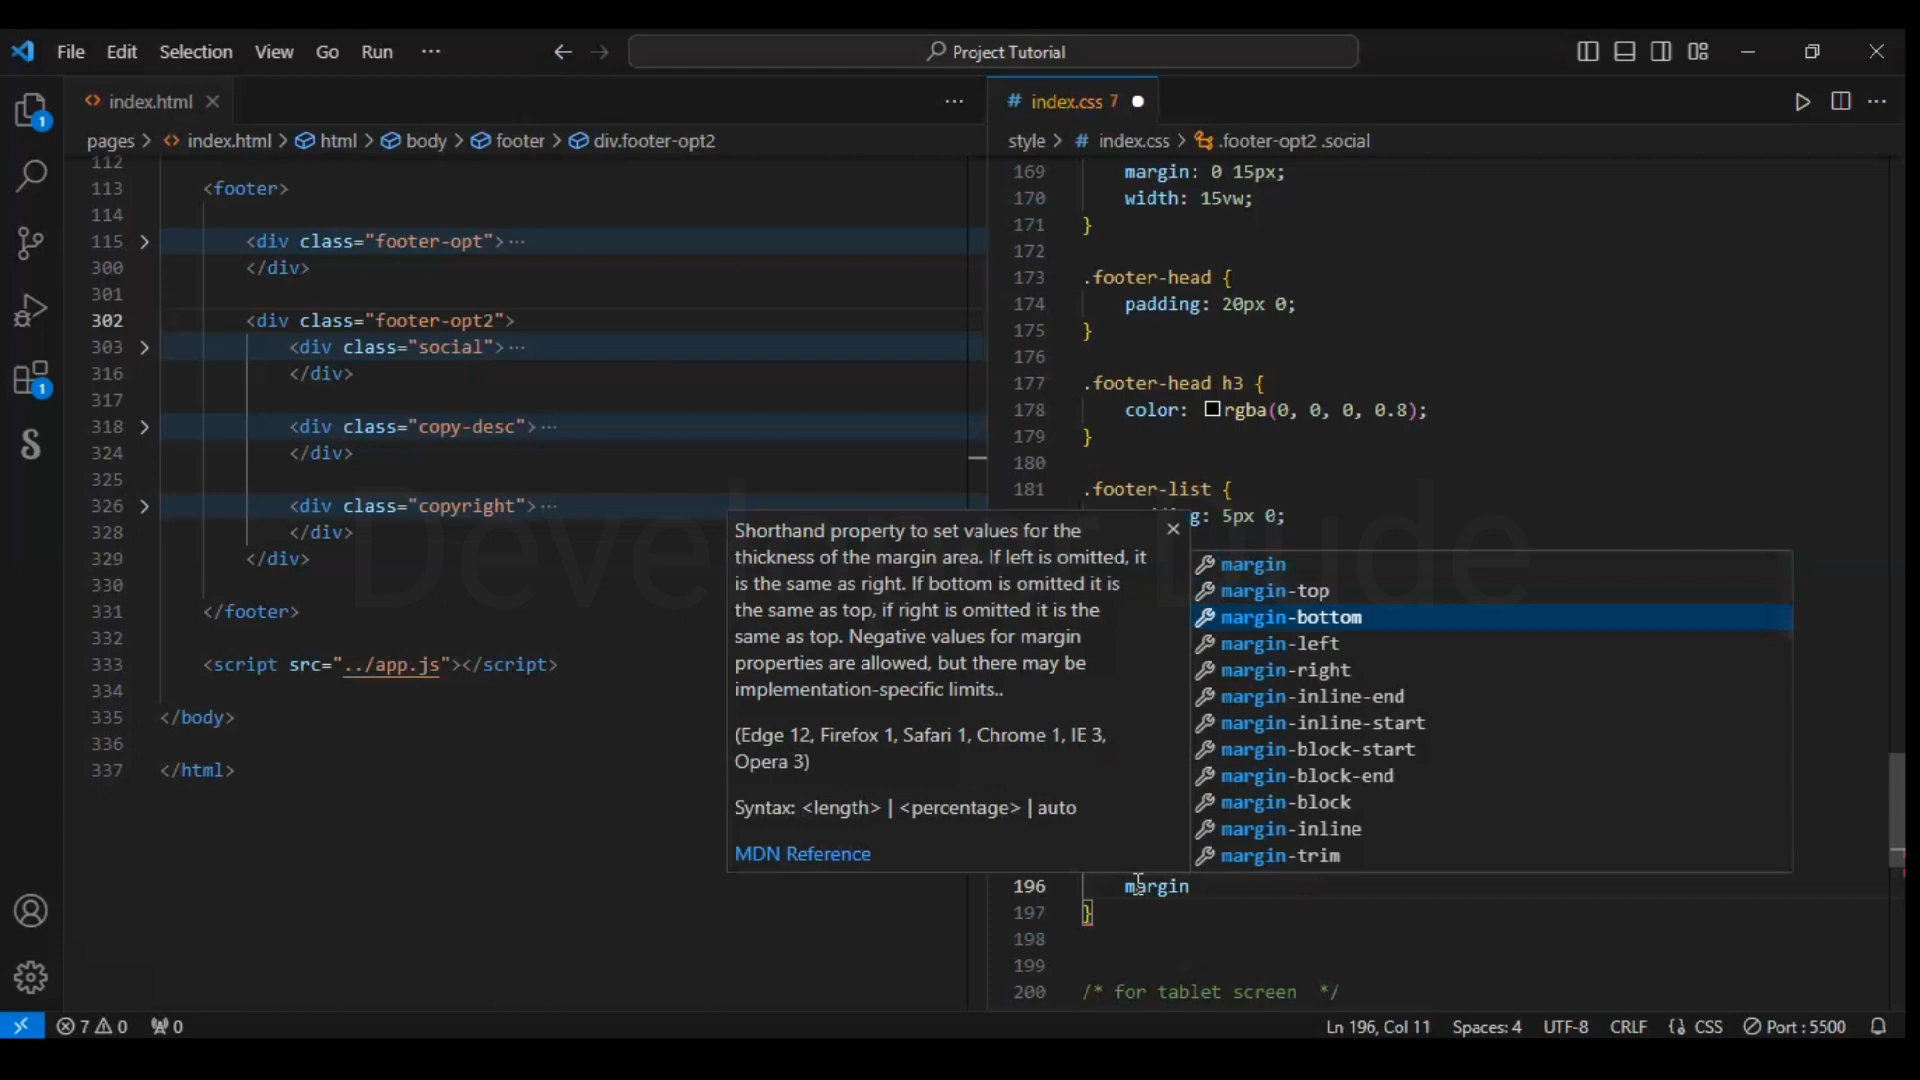 File Edit Selection View Go Run ··· Project Tutorial
index.html ··· index.css 7 ···
pages > index.html > html > body > footer > div.footer-opt2
style > index.css > .footer-opt2 .social
112
113 <footer>
114
115 <div class="footer-opt">···
300 </div>
301
302 <div class="footer-opt2">
303 <div class="social">···
316 </div>
317
318 <div class="copy-desc">···
324 </div>
325
326 <div class="copyright">···
328 </div>
329 </div>
330
331 </footer>
332
333 <script src="../app.js"></script>
334
335 </body>
336
337 </html>
169 margin: 0 15px;
170 width: 15vw;
171 }
172
173 .footer-head {
174 padding: 20px 0;
175 }
176
177 .footer-head h3 {
178 color: rgba(0, 0, 0, 0.8);
179 }
180
181 .footer-list {
g: 5px 0;
Shorthand property to set values for the
thickness of the margin area. If left is omitted, it
is the same as right. If bottom is omitted it is
the same as top, if right is omitted it is the
same as top. Negative values for margin
properties are allowed, but there may be
implementation-specific limits..
(Edge 12, Firefox 1, Safari 1, Chrome 1, IE 3,
Opera 3)
Syntax: <length> | <percentage> | auto
MDN Reference
margin
margin-top
margin-bottom
margin-left
margin-right
margin-inline-end
margin-inline-start
margin-block-start
margin-block-end
margin-block
margin-inline
margin-trim
196 margin
197 }
198
199
200 /* for tablet screen */
1
1
7 0 0
Ln 196, Col 11 Spaces: 4 UTF-8 CRLF {} CSS Port : 5500